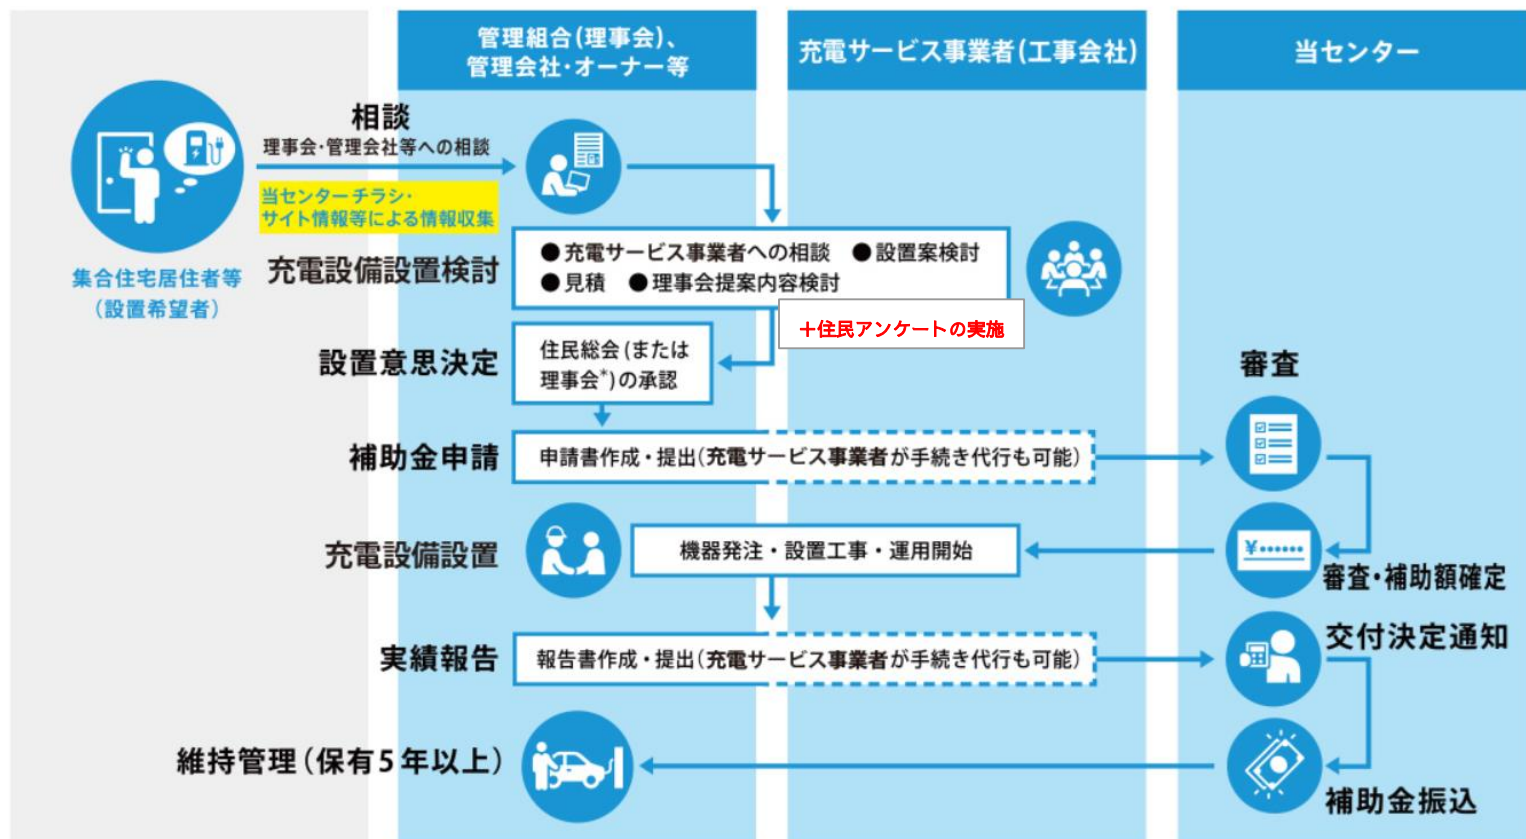 管理組合(理事会)、
管理会社・オーナー等
充電サービス事業者(工事会社)
当センター
相談
理事会・管理会社等への相談
当センターチラシ・
サイト情報等による情報収集
集合住宅居住者等
(設置希望者)
充電設備設置検討
●充電サービス事業者への相談 ●設置案検討
●見積 ●理事会提案内容検討
＋住民アンケートの実施
設置意思決定
住民総会(または
理事会*)の承認
審査
補助金申請
申請書作成・提出(充電サービス事業者が手続き代行も可能)
充電設備設置
機器発注・設置工事・運用開始
¥••••••
審査・補助額確定
実績報告
報告書作成・提出(充電サービス事業者が手続き代行も可能)
交付決定通知
維持管理(保有5年以上)
補助金振込